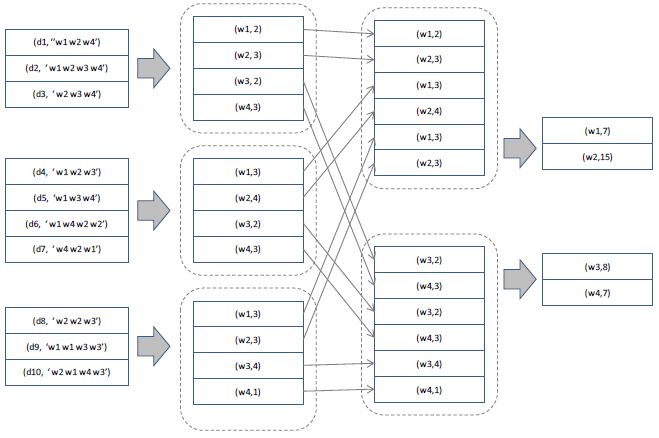 (d1, ‘’w1 w2 w4’)
(d2, ‘ w1 w2 w3 w4’)
(d3, ‘ w2 w3 w4’)
(d4, ‘ w1 w2 w3’)
(d5, ‘ w1 w3 w4’)
(d6, ‘ w1 w4 w2 w2’)
(d7, ‘ w4 w2 w1’)
(d8, ‘ w2 w2 w3’)
(d9, ‘w1 w1 w3 w3’)
(d10, ‘ w2 w1 w4 w3’)
(w1, 2)
(w2, 3)
(w3, 2)
(w4,3)
(w1,3)
(w2,4)
(w3,2)
(w4,3)
(w1,3)
(w2,3)
(w3,4)
(w4,1)
(w1,2)
(w2,3)
(w1,3)
(w2,4)
(w1,3)
(w2,3)
(w3,2)
(w4,3)
(w3,2)
(w4,3)
(w3,4)
(w4,1)
(w1,7)
(w2,15)
(w3,8)
(w4,7)